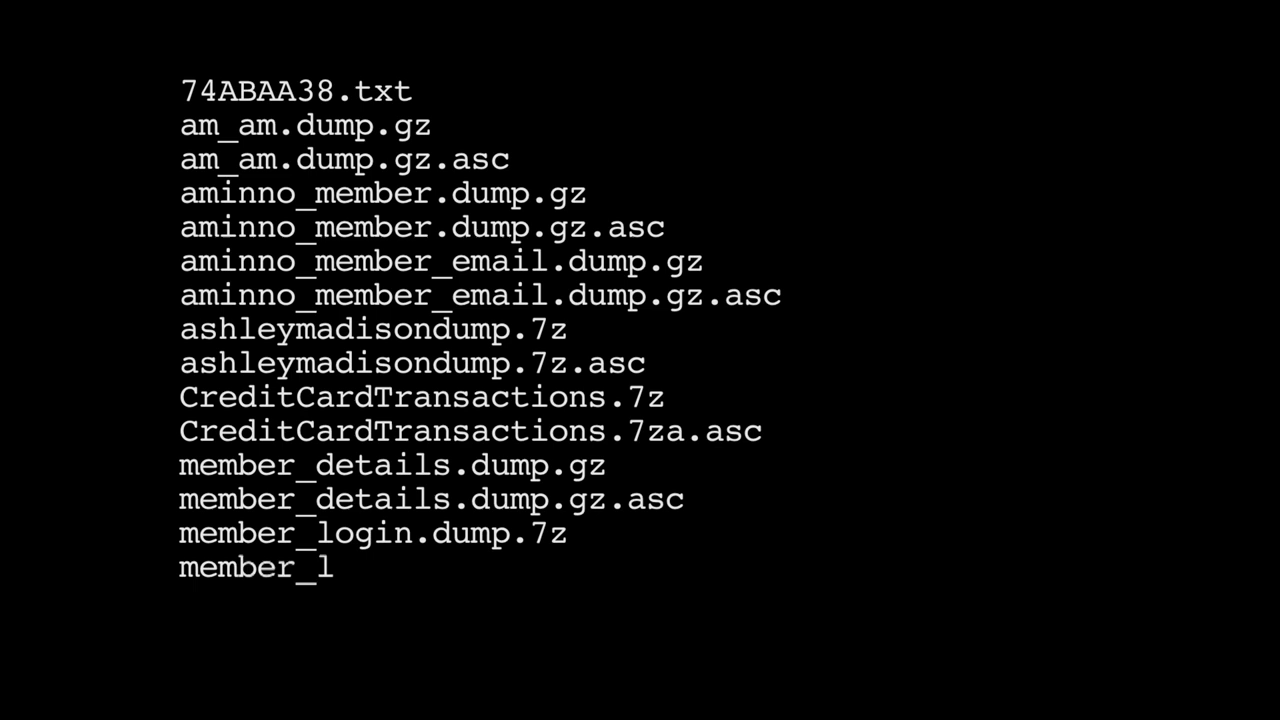 74ABAA38.txt
am_am.dump.gz
am_am.dump.gz.asc
aminno_member.dump.gz
aminno_member.dump.gz.asc
aminno_member_email.dump.gz
aminno_member_email.dump.gz.asc
ashleymadisondump.7z
ashleymadisondump.7z.asc
CreditCardTransactions.7z
CreditCardTransactions.7za.asc
member_details.dump.gz
member_details.dump.gz.asc
member_login.dump.7z
member_l